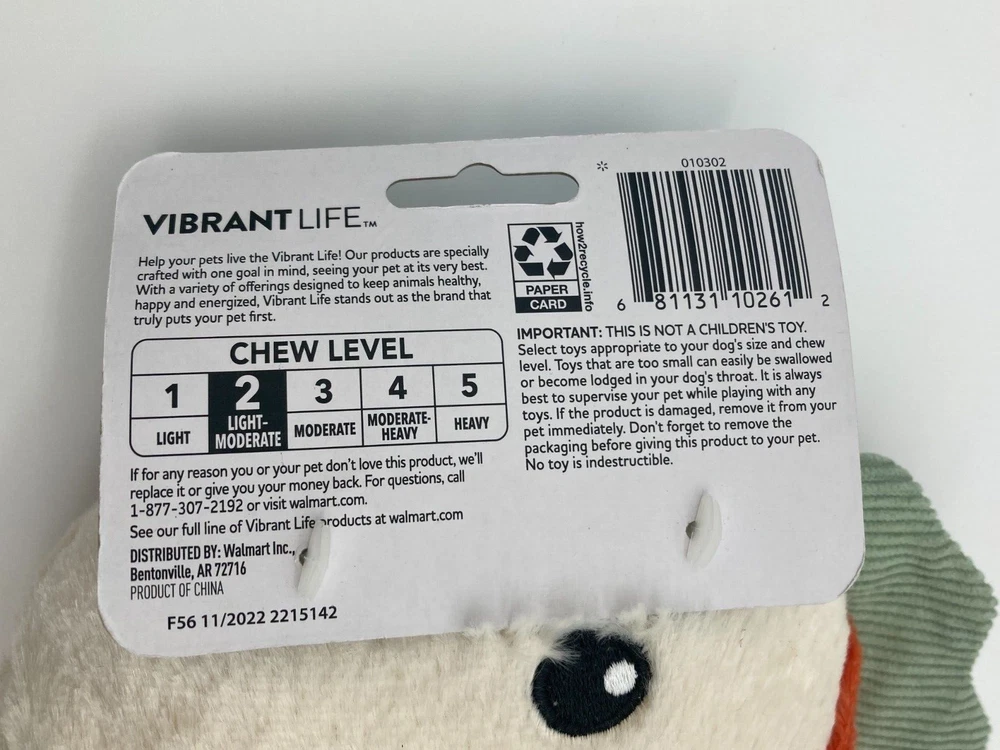 VIBRANT LIFE™
Help your pets live the Vibrant Life! Our products are specially
crafted with one goal in mind, seeing your pet at its very best.
With a variety of offerings designed to keep animals healthy,
happy and energized, Vibrant Life stands out as the brand that
truly puts your pet first.
CHEW LEVEL
1 2 3 4 5
LIGHT LIGHT-MODERATE MODERATE MODERATE-HEAVY HEAVY
If for any reason you or your pet don't love this product, we'll
replace it or give you your money back. For questions, call
1-877-307-2192 or visit walmart.com.
See our full line of Vibrant Life products at walmart.com
DISTRIBUTED BY: Walmart Inc.,
Bentonville, AR 72716
PRODUCT OF CHINA
F56 11/2022 2215142
PAPER
CARD
how2recycle.info
* 010302
6 81131 10261 2
IMPORTANT: THIS IS NOT A CHILDREN'S TOY.
Select toys appropriate to your dog's size and chew
level. Toys that are too small can easily be swallowed
or become lodged in your dog's throat. It is always
best to supervise your pet while playing with any
toys. If the product is damaged, remove it from your
pet immediately. Don't forget to remove the
packaging before giving this product to your pet.
No toy is indestructible.